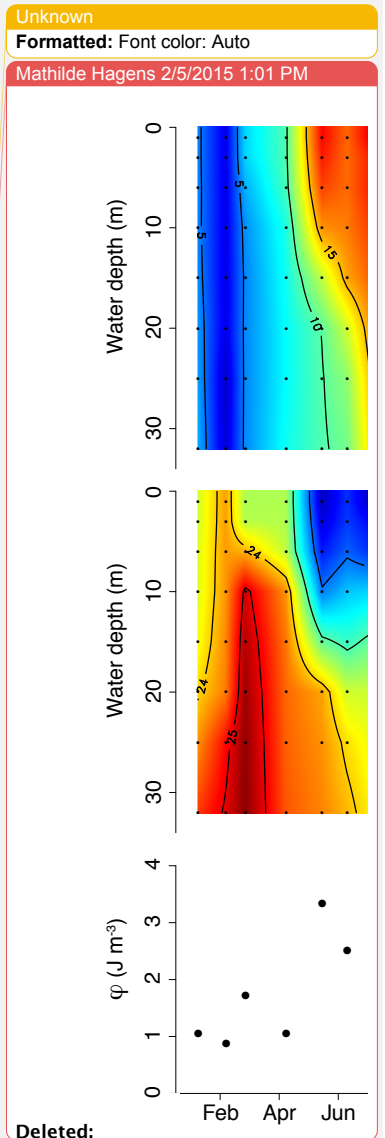 Unknown
Formatted: Font color: Auto
Mathilde Hagens 2/5/2015 1:01 PM
Water depth (m)
0
10
20
30
5
5
10
15
Water depth (m)
0
10
20
30
24
24
25
φ (J m-3)
4
3
2
1
0
Feb Apr Jun
Deleted: